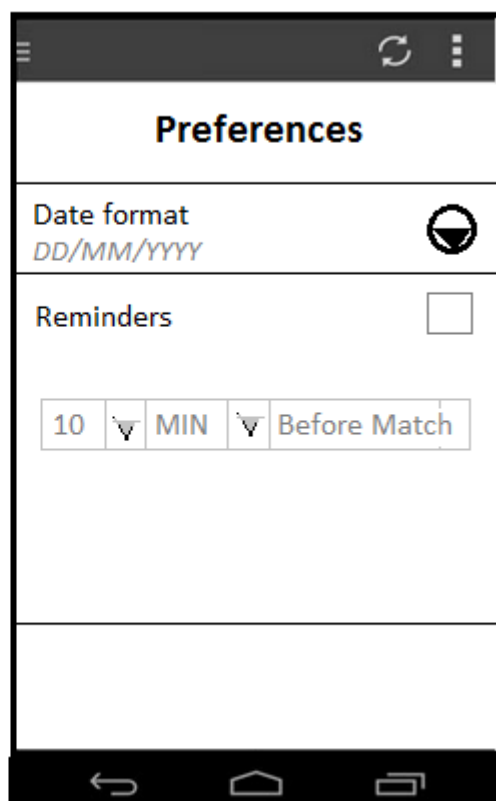 Preferences
Date format
DD/MM/YYYY
Reminders
10 MIN Before Match